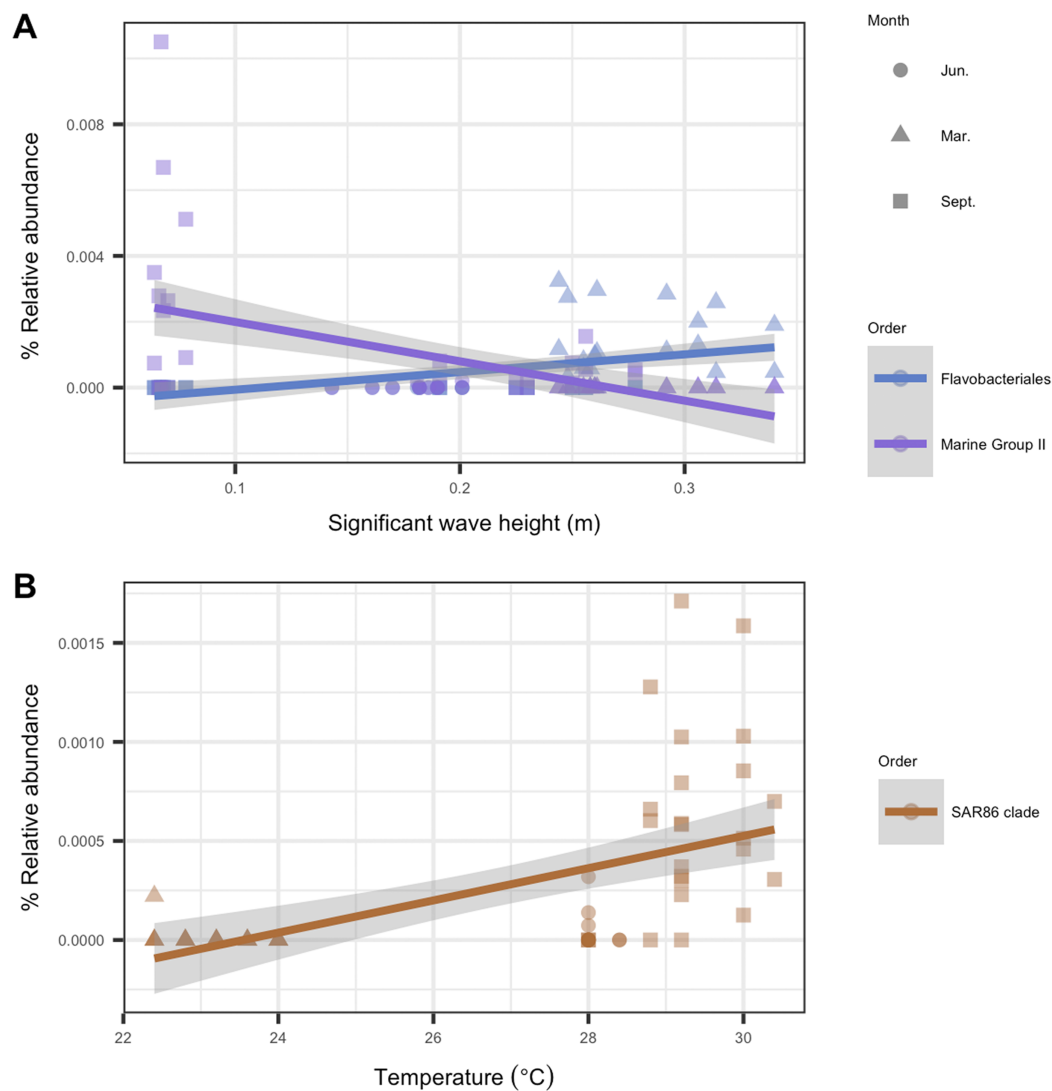 A
% Relative abundance
0.008
0.004
0.000
0.1 0.2 0.3
Significant wave height (m)
Month
Jun.
Mar.
Sept.
Order
Flavobacteriales
Marine Group II
B
% Relative abundance
0.0015
0.0010
0.0005
0.0000
22 24 26 28 30
Temperature (°C)
Order
SAR86 clade